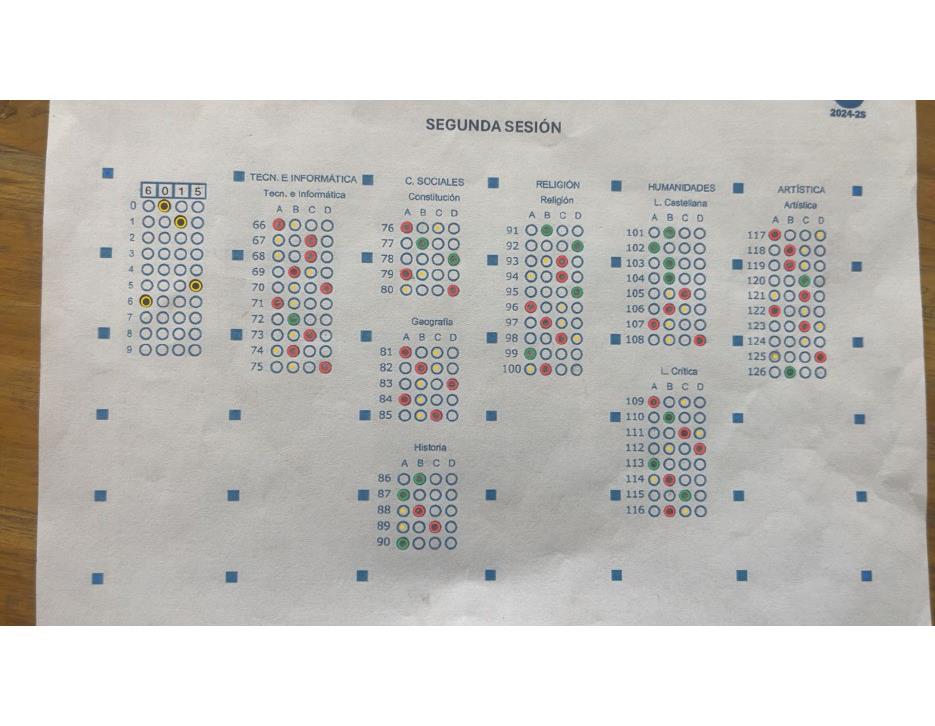 2024-2S
SEGUNDA SESIÓN
6 0 1 5
0
1
2
3
4
5
6
7
8
9
TECN. E INFORMÁTICA
Tecn. e Informática
A B C D
66
67
68
69
70
71
72
73
74
75
C. SOCIALES
Constitución
A B C D
76
77
78
79
80
Geografía
A B C D
81
82
83
84
85
Historia
A B C D
86
87
88
89
90
RELIGIÓN
Religión
A B C D
91
92
93
94
95
96
97
98
99
100
HUMANIDADES
L. Castellana
A B C D
101
102
103
104
105
106
107
108
L. Crítica
A B C D
109
110
111
112
113
114
115
116
ARTÍSTICA
Artística
A B C D
117
118
119
120
121
122
123
124
125
126